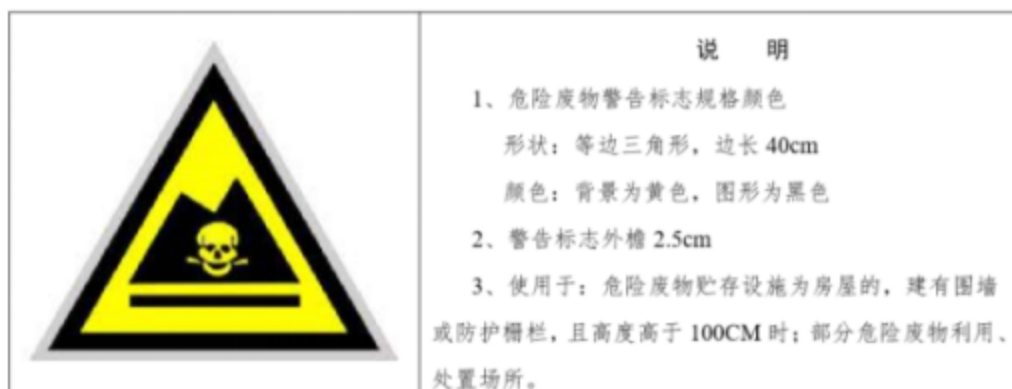 说 明
1、危险废物警告标志规格颜色
形状：等边三角形，边长 40cm
颜色：背景为黄色，图形为黑色
2、警告标志外檐 2.5cm
3、使用于：危险废物贮存设施为房屋的，建有围墙
或防护栅栏，且高度高于 100CM 时；部分危险废物利用、
处置场所。